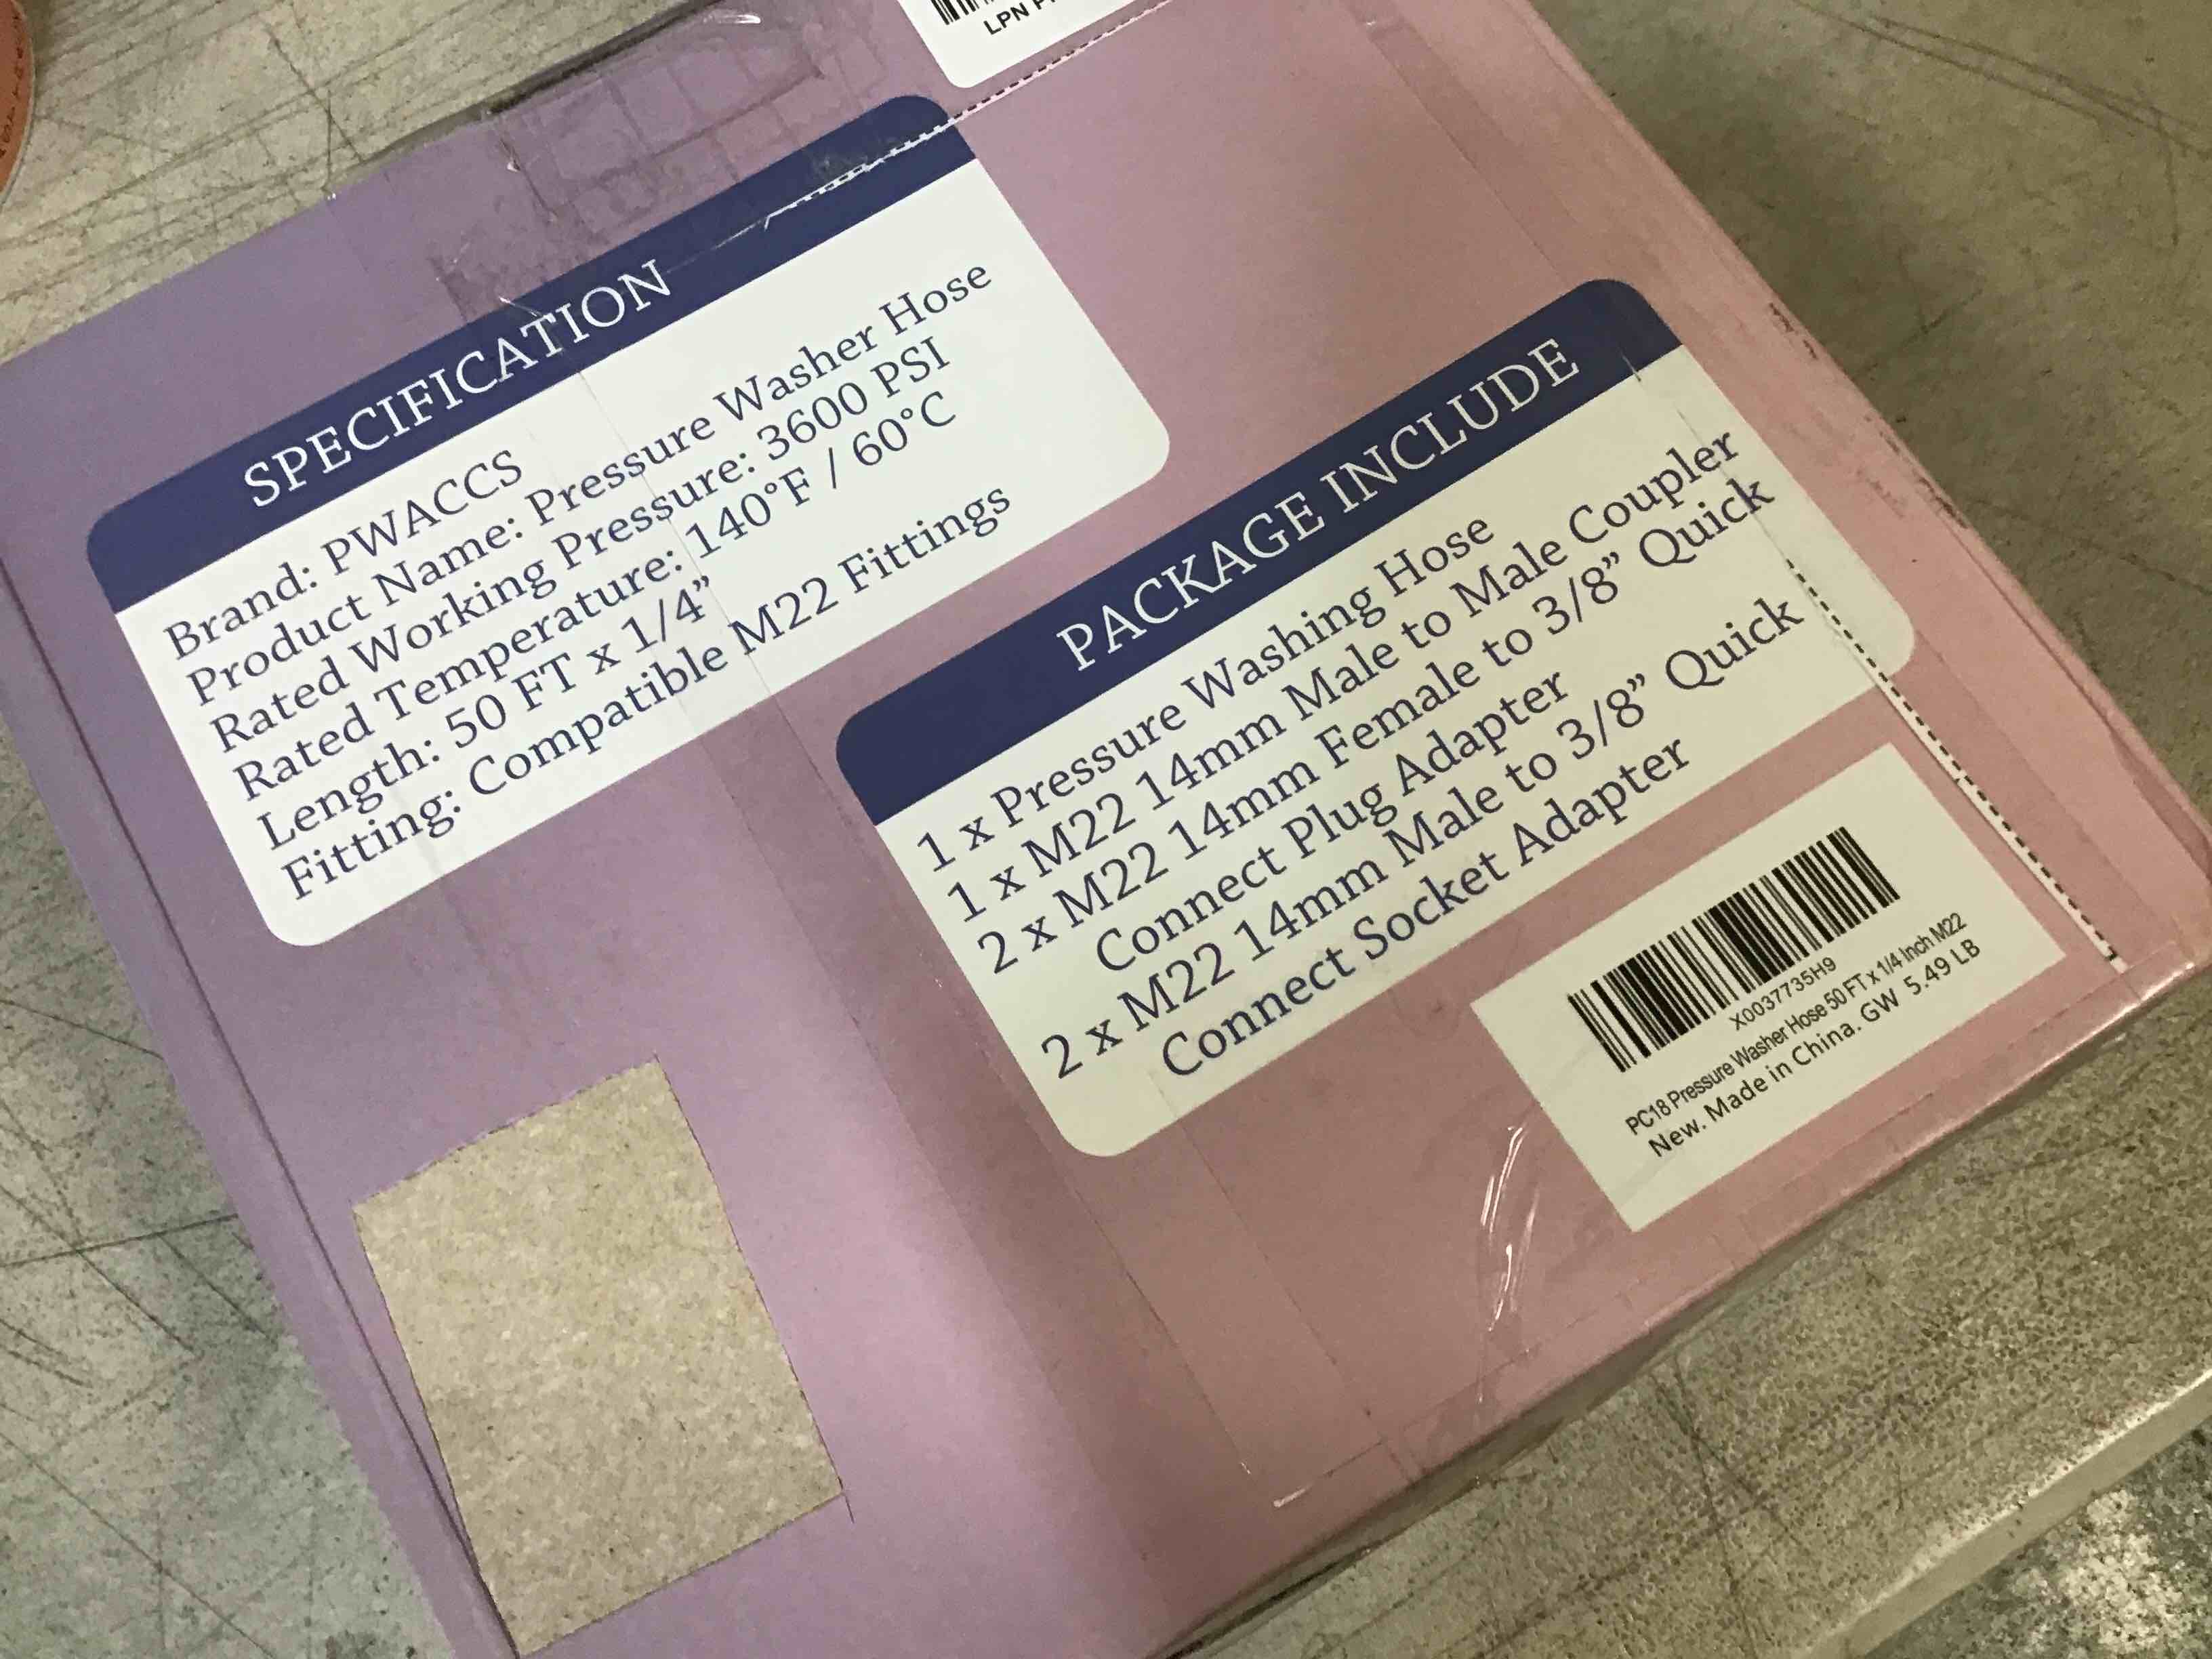 LPN
SPECIFICATION
Brand: PWACCS
Product Name: Pressure Washer Hose
Rated Working Pressure: 3600 PSI
Rated Temperature: 140°F / 60°C
Length: 50 FT x 1/4”
Fitting: Compatible M22 Fittings
PACKAGE INCLUDE
1 x Pressure Washing Hose
1 x M22 14mm Male to Male Coupler
2 x M22 14mm Female to 3/8” Quick
Connect Plug Adapter
2 x M22 14mm Male to 3/8” Quick
Connect Socket Adapter
X0037735H9
PC18 Pressure Washer Hose 50 FT x 1/4 Inch M22
New. Made in China. GW 5.49 LB